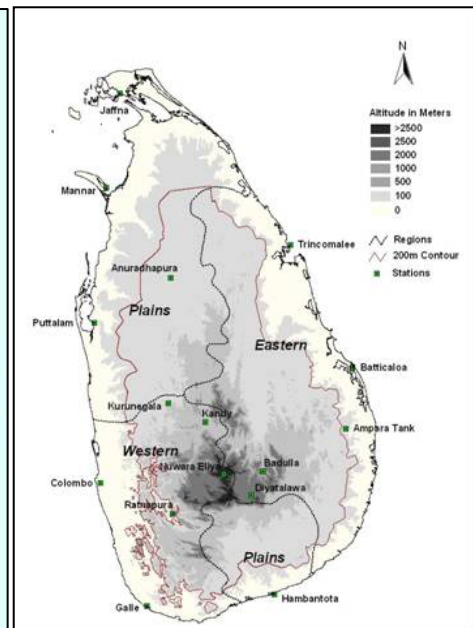 N
Jaffna
Altitude in Meters
>2500
2500
2000
1000
500
100
0
Mannar
Regions
200m Contour
Stations
Trincomalee
Anuradhapura
Plains
Puttalam
Eastern
Batticaloa
Kurunegala
Kandy
Ampara Tank
Western
Nuwara Eliya
Badulla
Colombo
Diyatalawa
Ratnapura
Plains
Hambantota
Galle